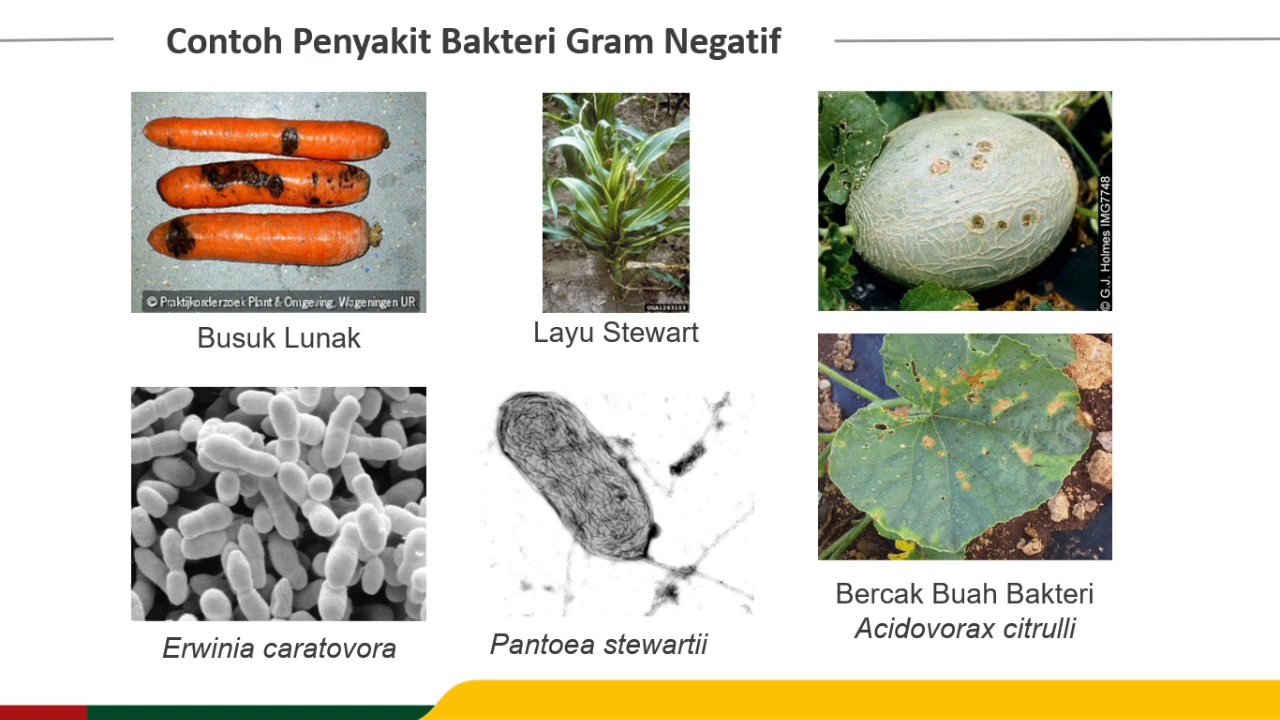 Contoh Penyakit Bakteri Gram Negatif
© Praktijkonderzoek Plant & Omgeving, Wageningen UR
Busuk Lunak
UGA1243103
Layu Stewart
© G.J. Holmes IMG7748
Erwinia caratovora
Pantoea stewartii
Bercak Buah Bakteri
Acidovorax citrulli